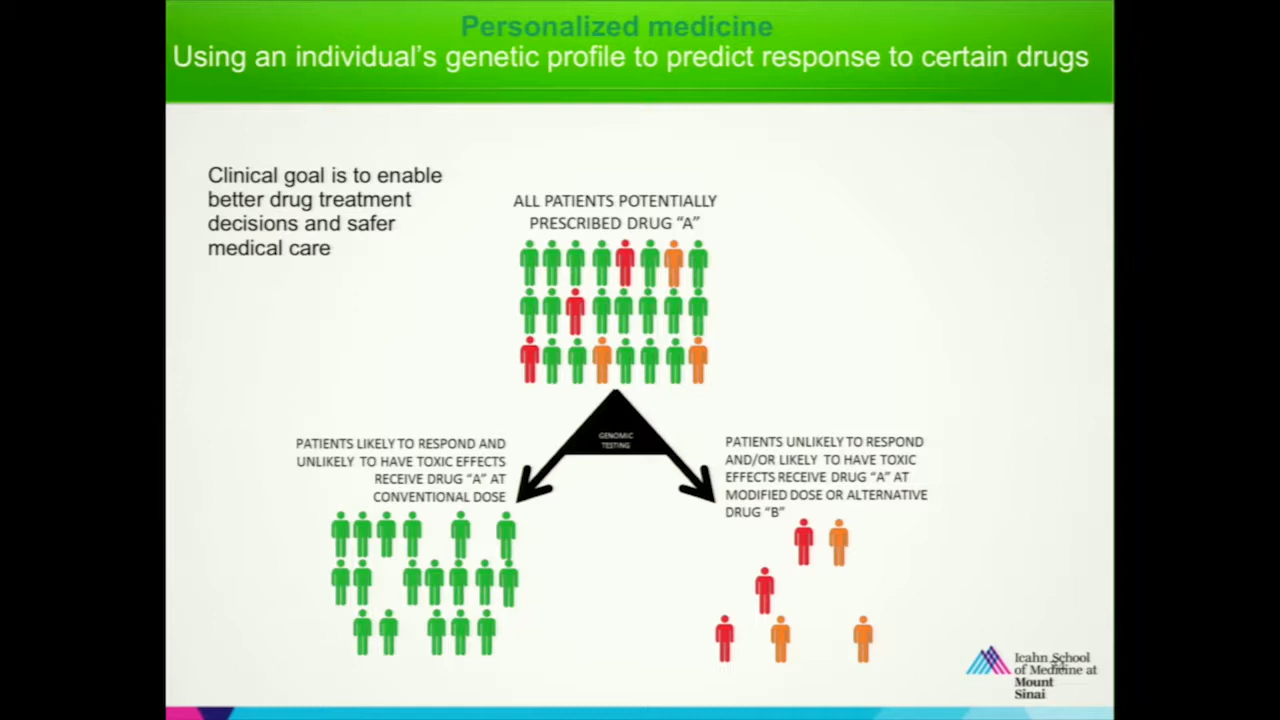 Personalized medicine
Using an individual's genetic profile to predict response to certain drugs
Clinical goal is to enable
better drug treatment
decisions and safer
medical care
ALL PATIENTS POTENTIALLY
PRESCRIBED DRUG “A”
GENOMIC
TESTING
PATIENTS LIKELY TO RESPOND AND
UNLIKELY TO HAVE TOXIC EFFECTS
RECEIVE DRUG “A” AT
CONVENTIONAL DOSE
PATIENTS UNLIKELY TO RESPOND
AND/OR LIKELY TO HAVE TOXIC
EFFECTS RECEIVE DRUG “A” AT
MODIFIED DOSE OR ALTERNATIVE
DRUG “B”
Icahn School
of Medicine at
Mount
Sinai